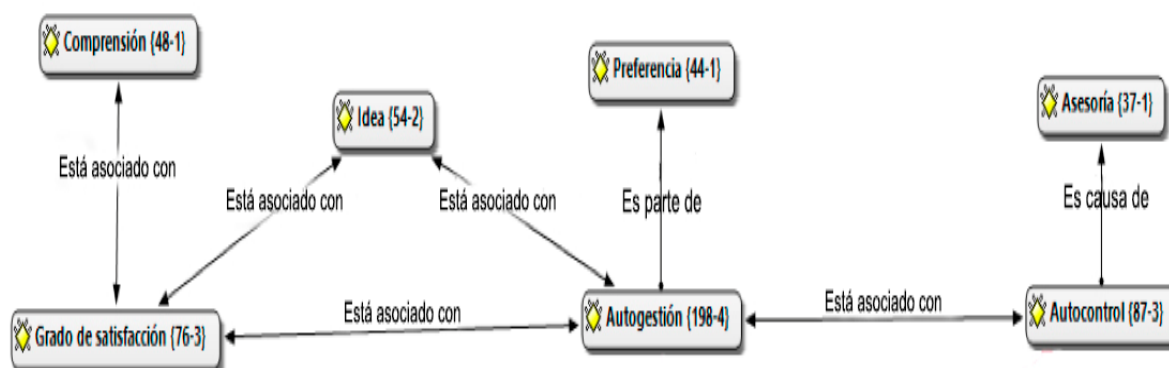 Comprensión {48-1}
Preferencia {44-1}
Asesoría {37-1}
Idea {54-2}
Está asociado con
Está asociado con
Está asociado con
Es parte de
Es causa de
Está asociado con
Está asociado con
Grado de satisfacción {76-3}
Autogestión {198-4}
Autocontrol {87-3}